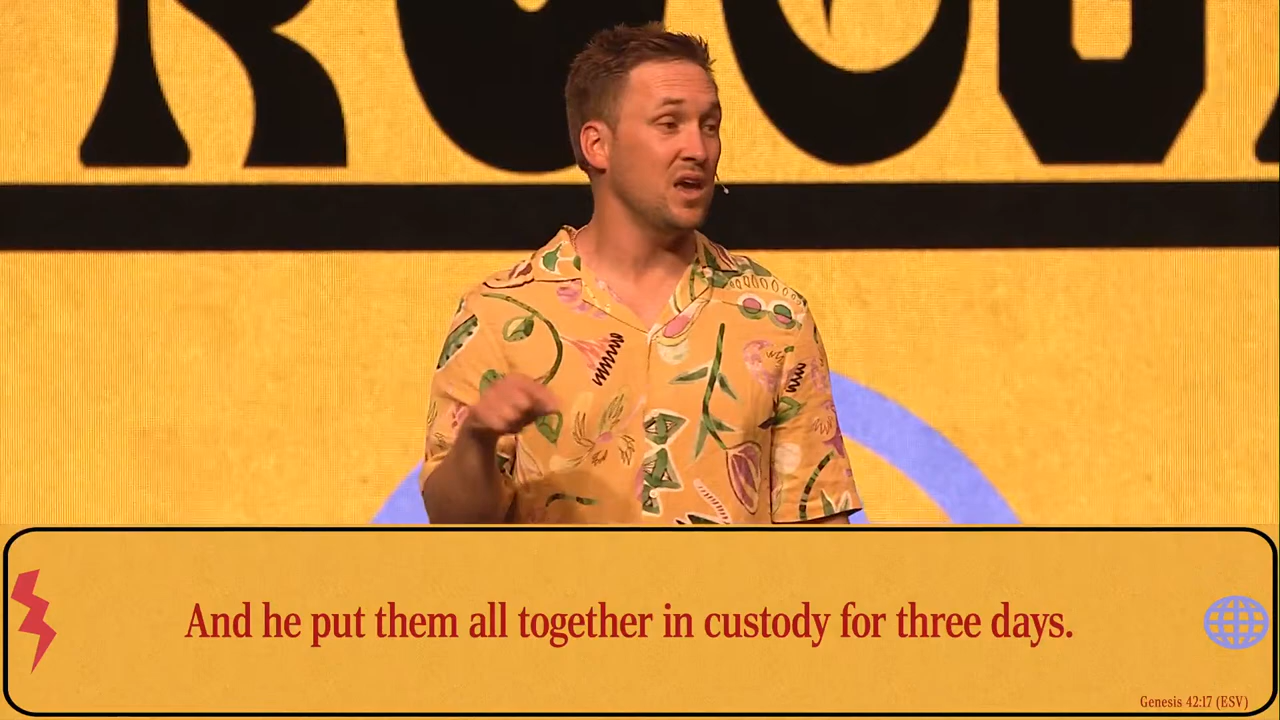 And he put them all together in custody for three days.
Genesis 42:17 (ESV)